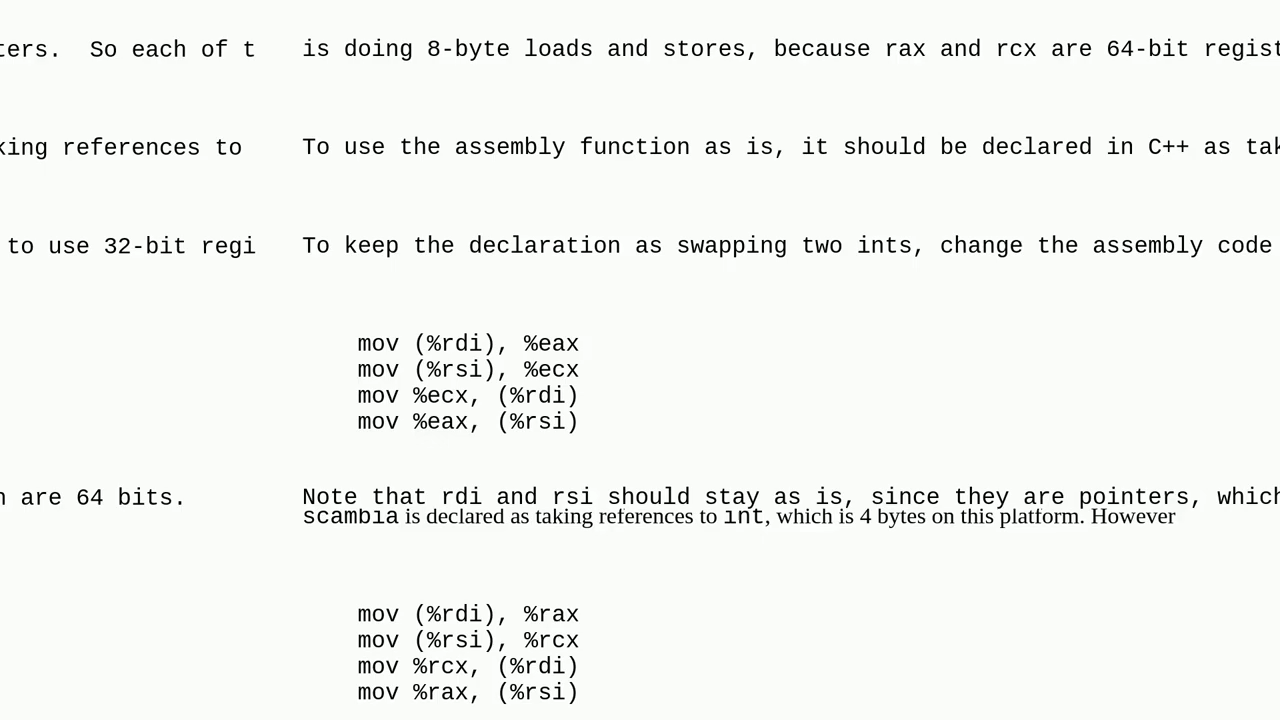 ters.  So each of t is doing 8-byte loads and stores, because rax and rcx are 64-bit regist
king references to To use the assembly function as is, it should be declared in C++ as tak
to use 32-bit regi To keep the declaration as swapping two ints, change the assembly code
mov (%rdi), %eax
mov (%rsi), %ecx
mov %ecx, (%rdi)
mov %eax, (%rsi)
n are 64 bits. Note that rdi and rsi should stay as is, since they are pointers, which
scambia is declared as taking references to int, which is 4 bytes on this platform. However
mov (%rdi), %rax
mov (%rsi), %rcx
mov %rcx, (%rdi)
mov %rax, (%rsi)